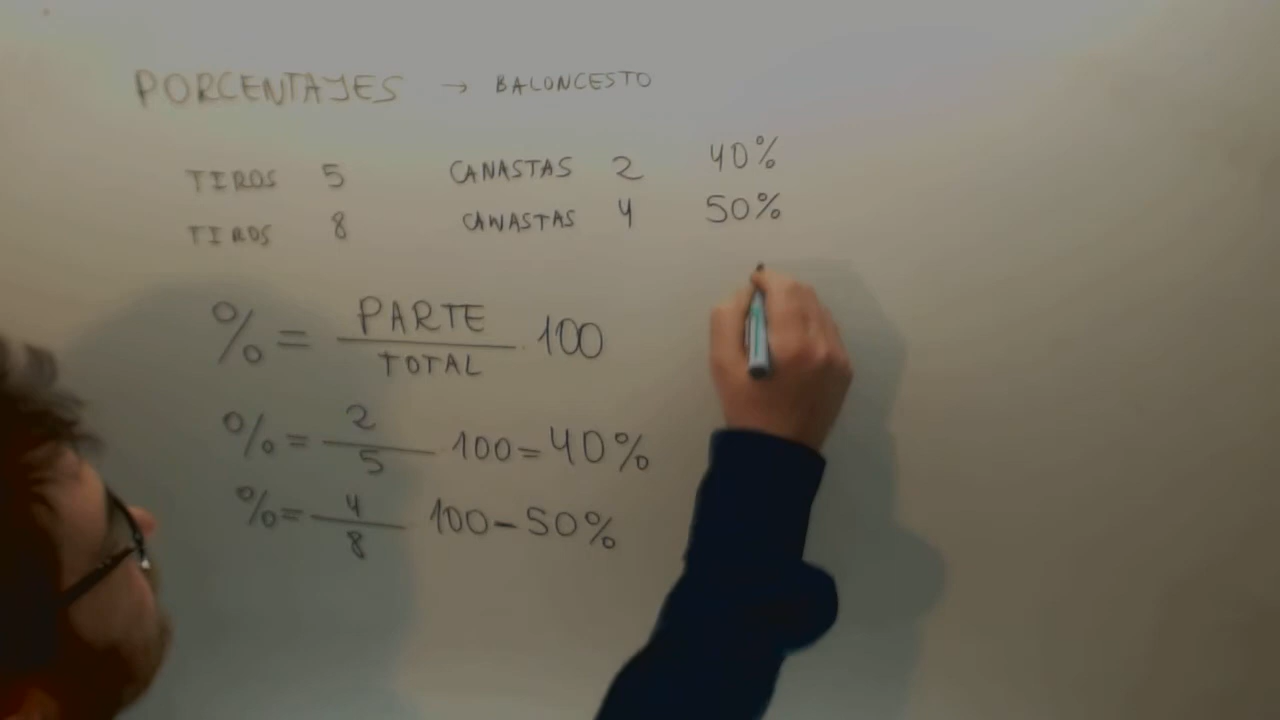 PORCENTAJES → BALONCESTO
TIROS 5 CANASTAS 2 40%
TIROS 8 CANASTAS 4 50%
% = PARTE / TOTAL · 100
% = 2 / 5 100 = 40%
% = 4 / 8 100 - 50%